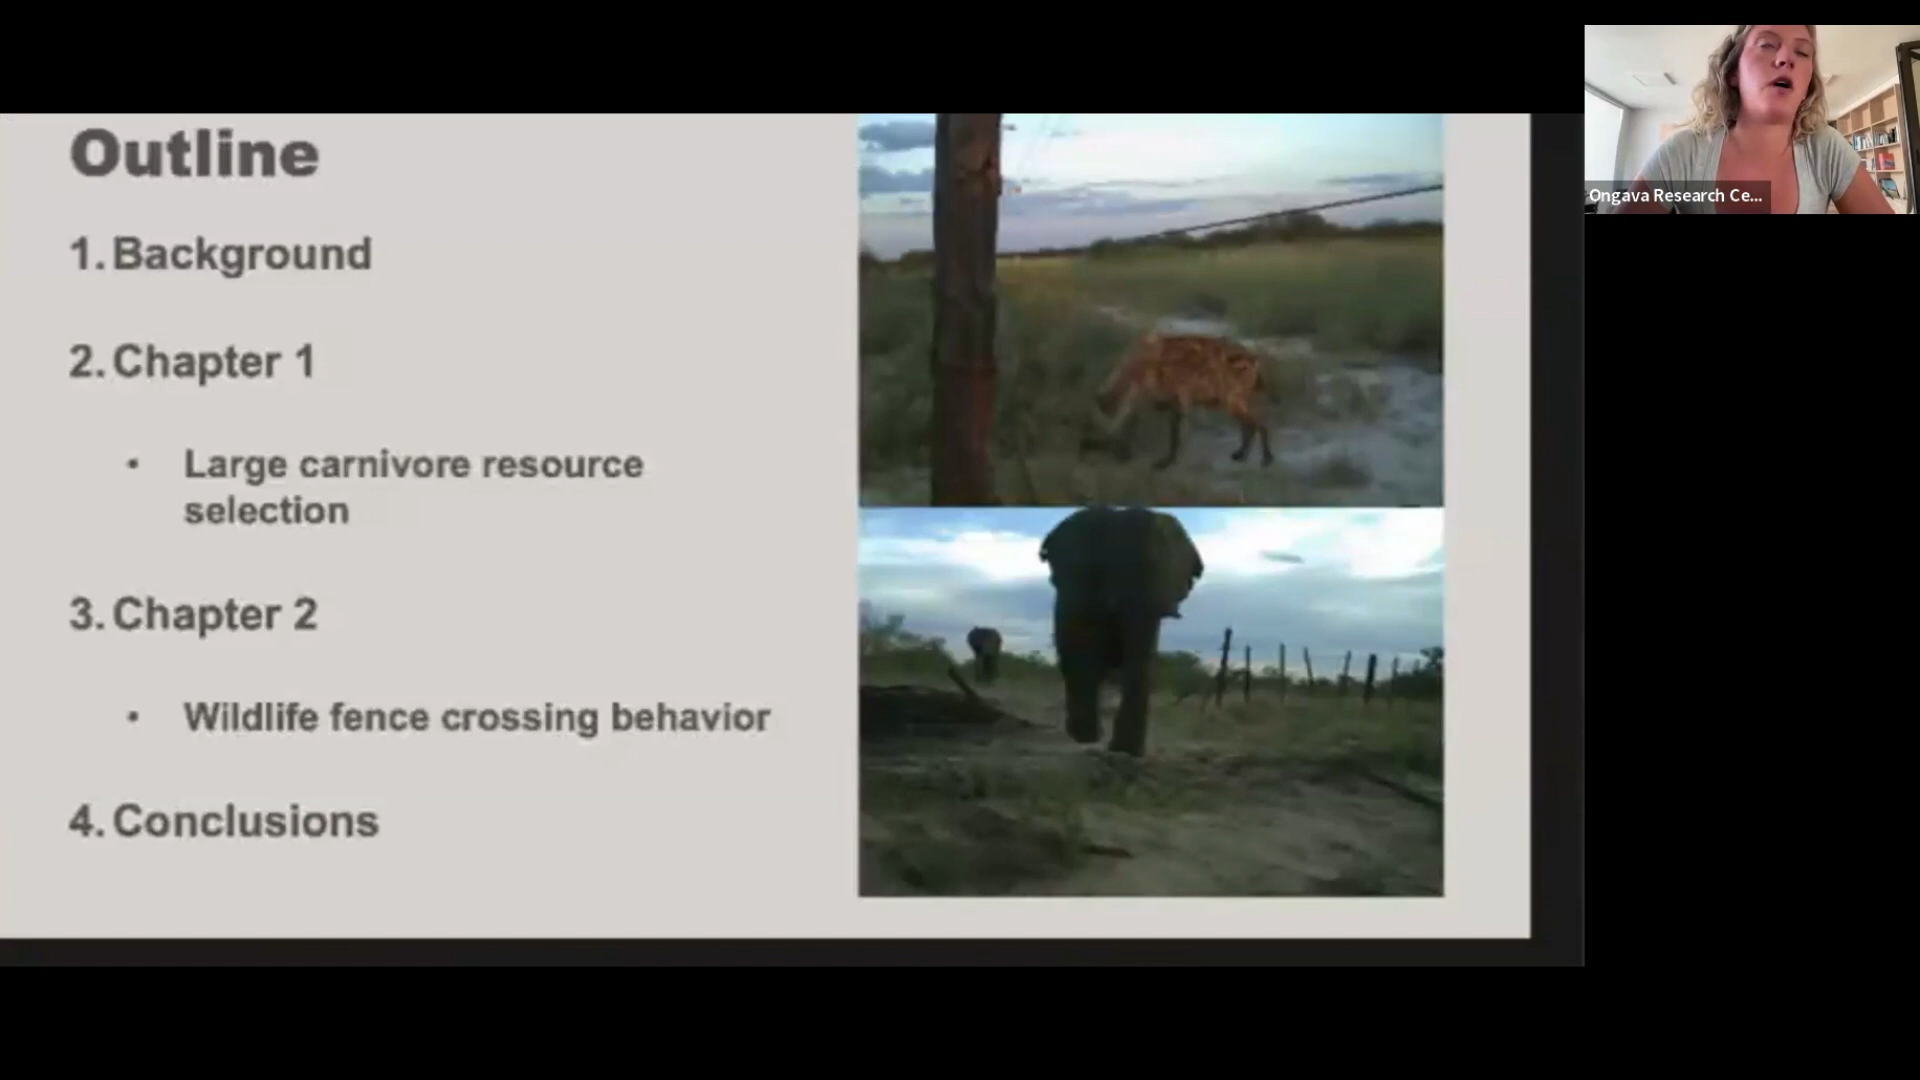 Outline
1. Background
2. Chapter 1
• Large carnivore resource
selection
3. Chapter 2
• Wildlife fence crossing behavior
4. Conclusions
Ongava Research Ce...